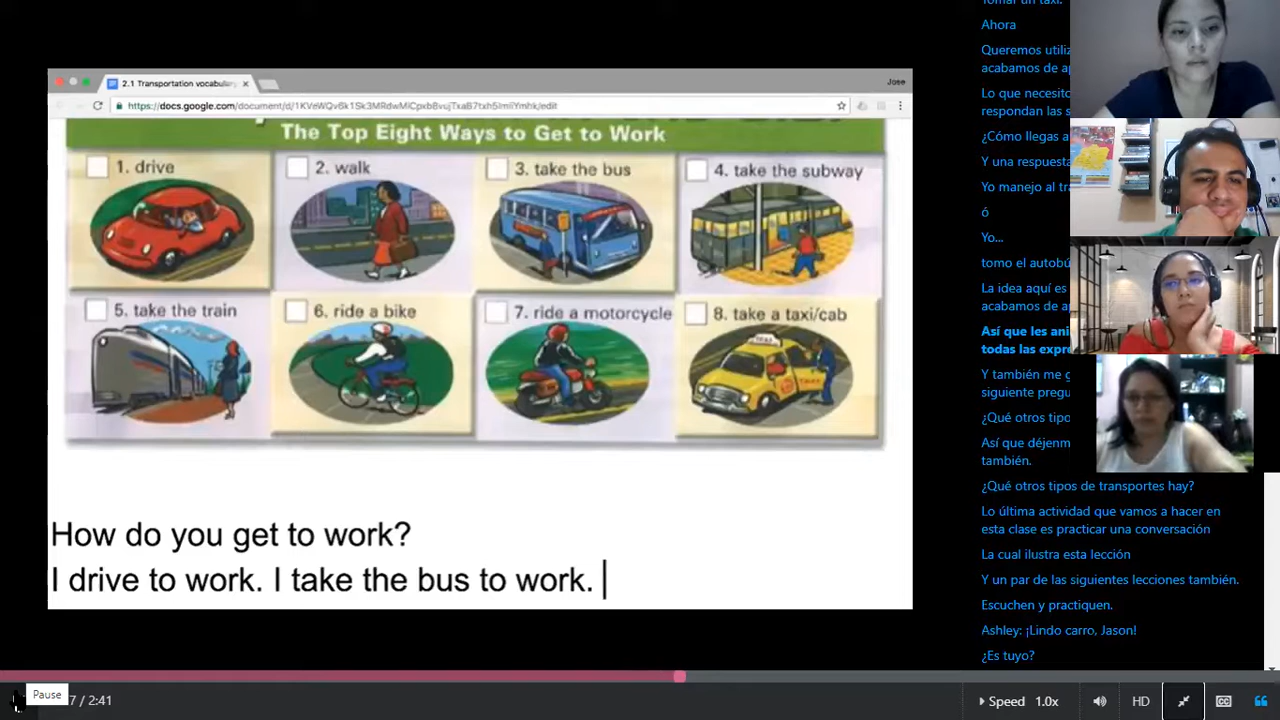 2.1 Transportation vocabul
Jose
https://docs.google.com/document/d/1KVeWQv6k1Sk3MRdwMiCpxbBvujTxaB7txh5ImiiYmhk/edit
The Top Eight Ways to Get to Work
1. drive
2. walk
3. take the bus
4. take the subway
5. take the train
6. ride a bike
7. ride a motorcycle
8. take a taxi/cab
TAXI
How do you get to work?
I drive to work. I take the bus to work.
Tomar un taxi.
Ahora
Queremos utiliz
acabamos de ap
Lo que necesito
respondan las s
¿Cómo llegas a
Y una respuesta
Yo manejo al tra
ó
Yo...
tomo el autobú
La idea aquí es
acabamos de ap
Así que les ani
todas las expre
Y también me g
siguiente pregu
¿Qué otros tipo
Así que déjenm
también.
¿Qué otros tipos de transportes hay?
Lo última actividad que vamos a hacer en
esta clase es practicar una conversación
La cual ilustra esta lección
Y un par de las siguientes lecciones también.
Escuchen y practiquen.
Ashley: ¡Lindo carro, Jason!
¿Es tuyo?
Pause
7 / 2:41
Speed 1.0x
HD
CC